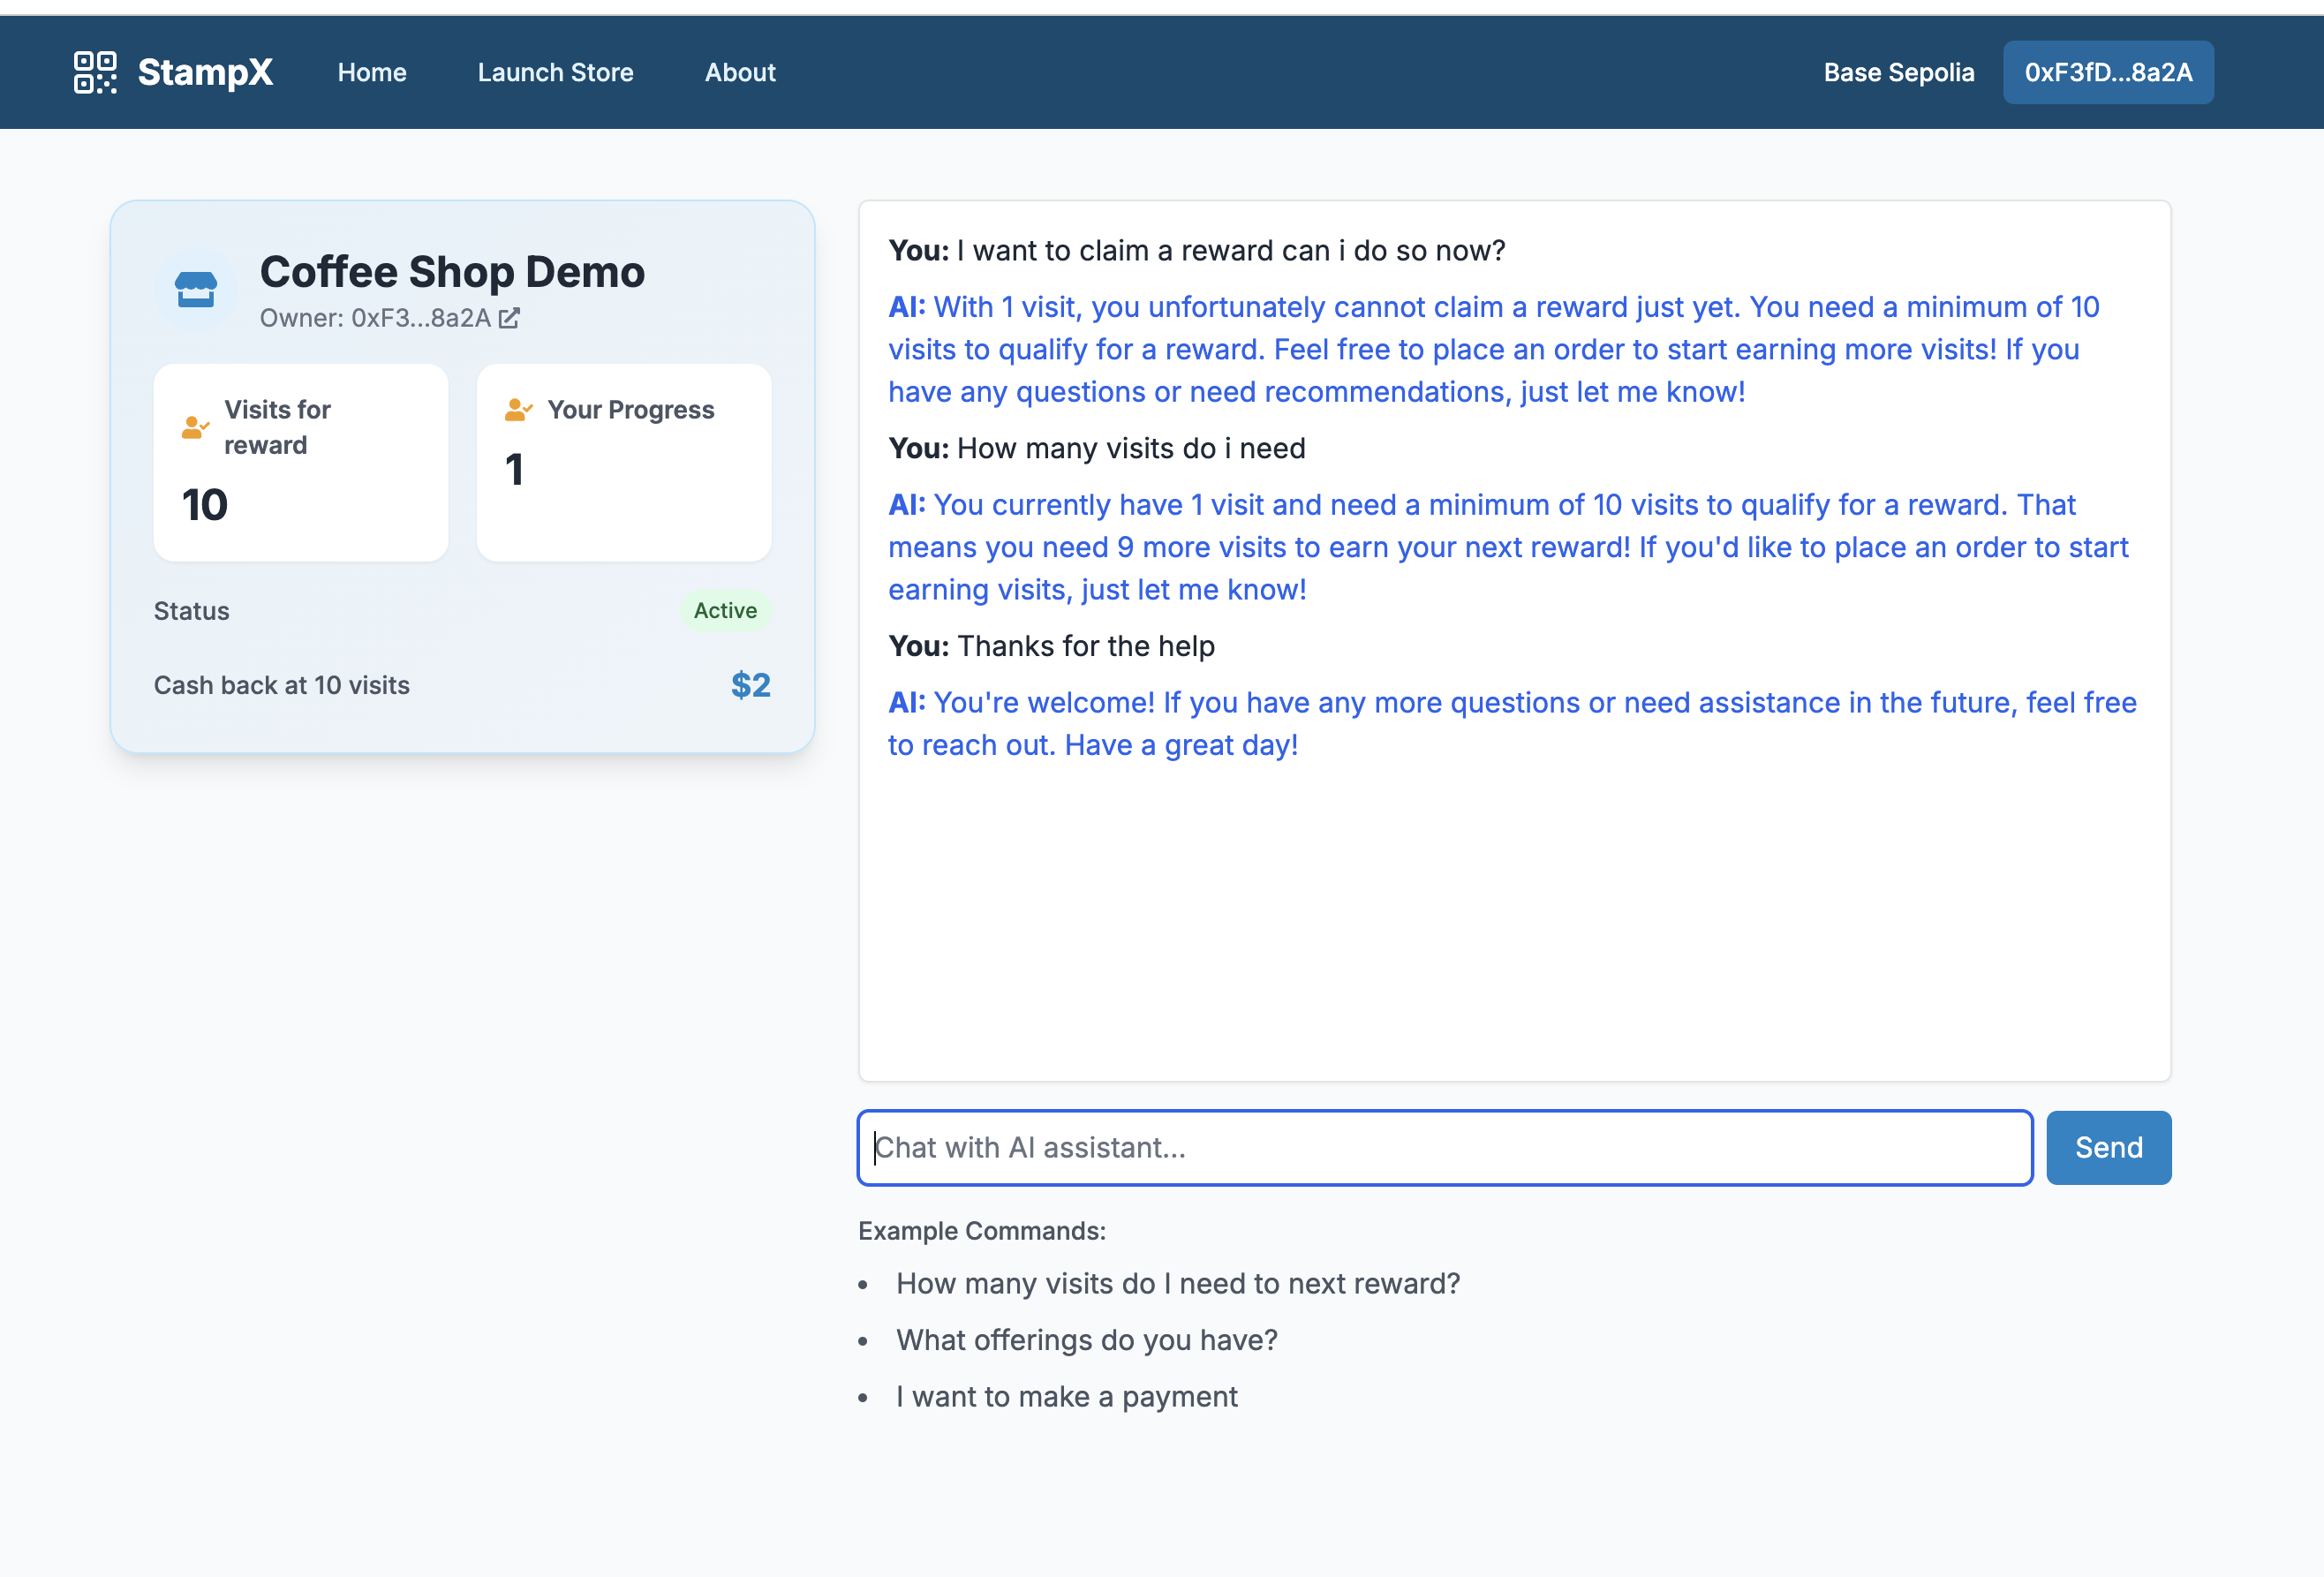 StampX
Home
Launch Store
About
Base Sepolia
0xF3fD...8a2A
Coffee Shop Demo
Owner: 0xF3...8a2A
Visits for
reward
10
Your Progress
1
Status
Active
Cash back at 10 visits
$2
You: I want to claim a reward can i do so now?
AI: With 1 visit, you unfortunately cannot claim a reward just yet. You need a minimum of 10
visits to qualify for a reward. Feel free to place an order to start earning more visits! If you
have any questions or need recommendations, just let me know!
You: How many visits do i need
AI: You currently have 1 visit and need a minimum of 10 visits to qualify for a reward. That
means you need 9 more visits to earn your next reward! If you'd like to place an order to start
earning visits, just let me know!
You: Thanks for the help
AI: You're welcome! If you have any more questions or need assistance in the future, feel free
to reach out. Have a great day!
Chat with AI assistant...
Send
Example Commands:
• How many visits do I need to next reward?
• What offerings do you have?
• I want to make a payment